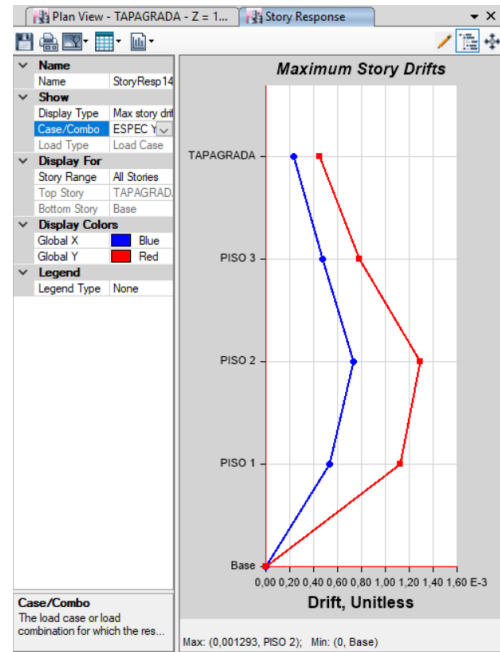 Plan View - TAPAGRADA - Z = 1... Story Response
Name
Name StoryResp14
Show
Display Type Max story drif
Case/Combo ESPEC Y
Load Type Load Case
Display For
Story Range All Stories
Top Story TAPAGRAD.
Bottom Story Base
Display Colors
Global X Blue
Global Y Red
Legend
Legend Type None
Case/Combo
The load case or load
combination for which the res...
Maximum Story Drifts
TAPAGRADA
PISO 3
PISO 2
PISO 1
Base
0,00 0,20 0,40 0,60 0,80 1,00 1,20 1,40 1,60 E-3
Drift, Unitless
Max: (0,001293, PISO 2); Min: (0, Base)